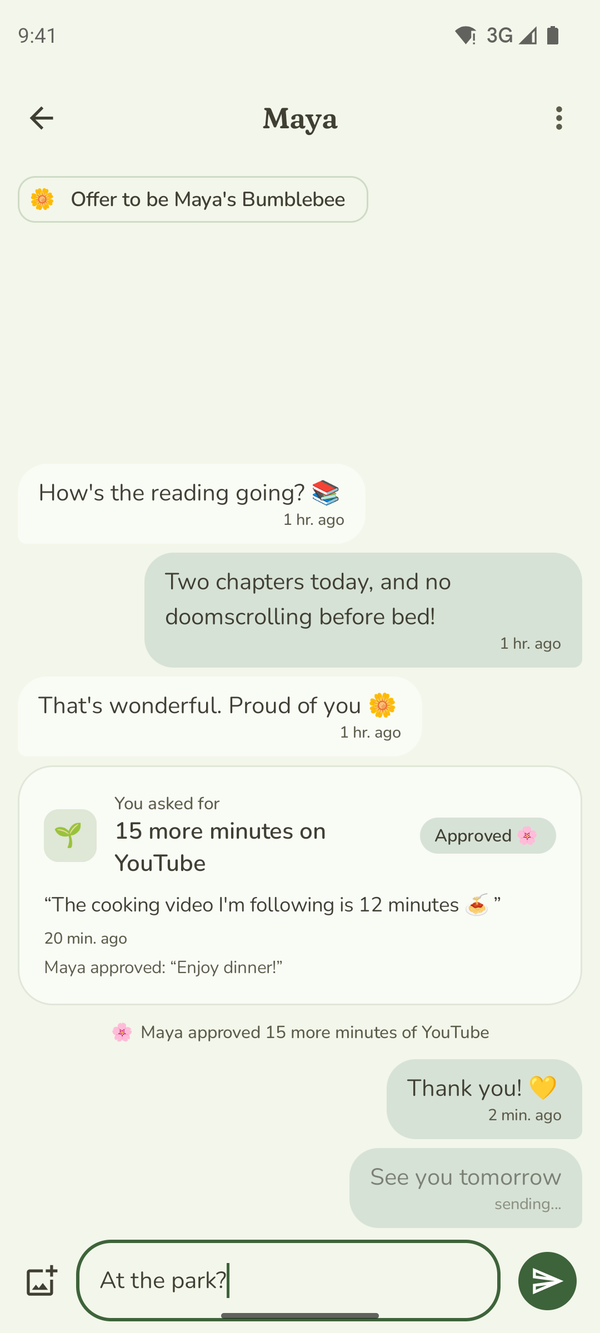 9:41
3G
Maya
🌼 Offer to be Maya's Bumblebee
How's the reading going? 📚
1 hr. ago
Two chapters today, and no
doomscrolling before bed!
1 hr. ago
That's wonderful. Proud of you 🌼
1 hr. ago
You asked for
15 more minutes on
YouTube
Approved 🌸
“The cooking video I'm following is 12 minutes 🍝 ”
20 min. ago
Maya approved: “Enjoy dinner!”
🌸 Maya approved 15 more minutes of YouTube
Thank you! 💛
2 min. ago
See you tomorrow
sending...
At the park?